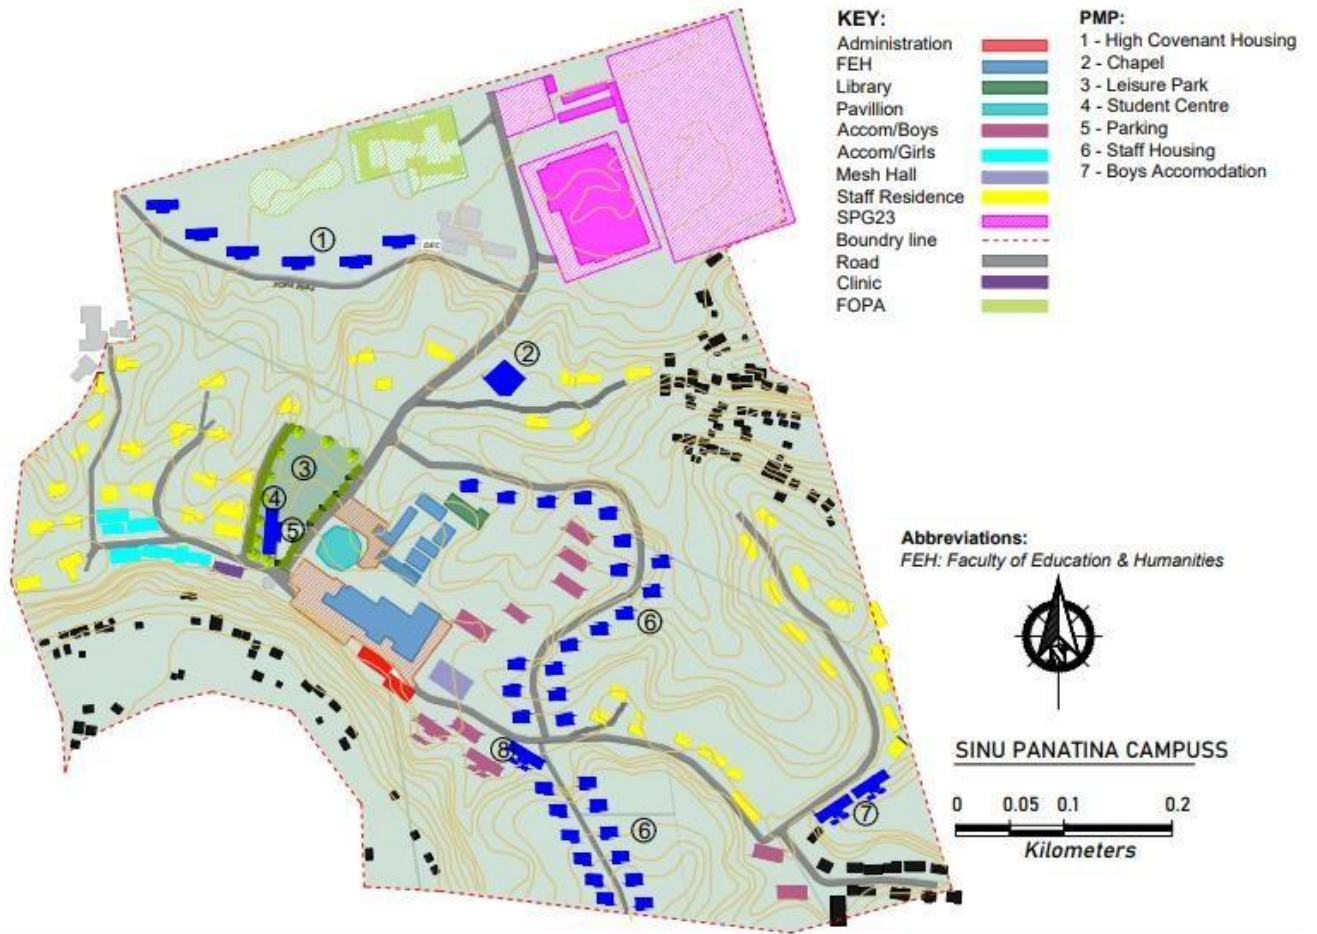 KEY:
Administration
FEH
Library
Pavillion
Accom/Boys
Accom/Girls
Mesh Hall
Staff Residence
SPG23
Boundry line
Road
Clinic
FOPA
PMP:
1 - High Covenant Housing
2 - Chapel
3 - Leisure Park
4 - Student Centre
5 - Parking
6 - Staff Housing
7 - Boys Accomodation
1
DEC
FOPA
2
3
4
5
6
8
7
6
Abbreviations:
FEH: Faculty of Education & Humanities
SINU PANATINA CAMPUSS
0 0.05 0.1 0.2
Kilometers